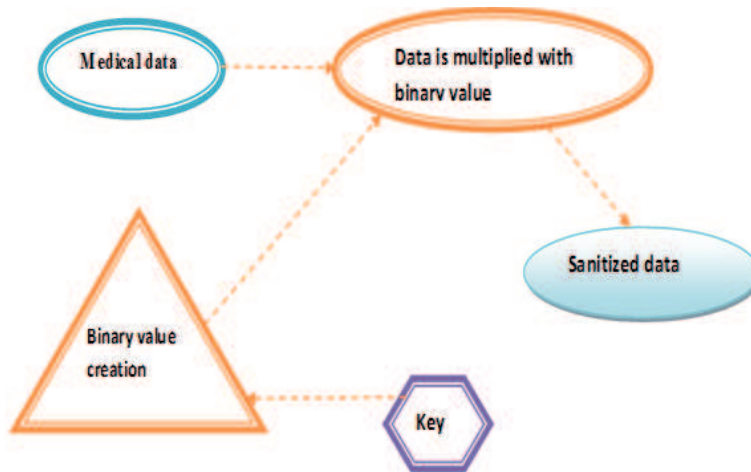 Medical data
Data is multiplied with
binary value
Sanitized data
Binary value
creation
Key